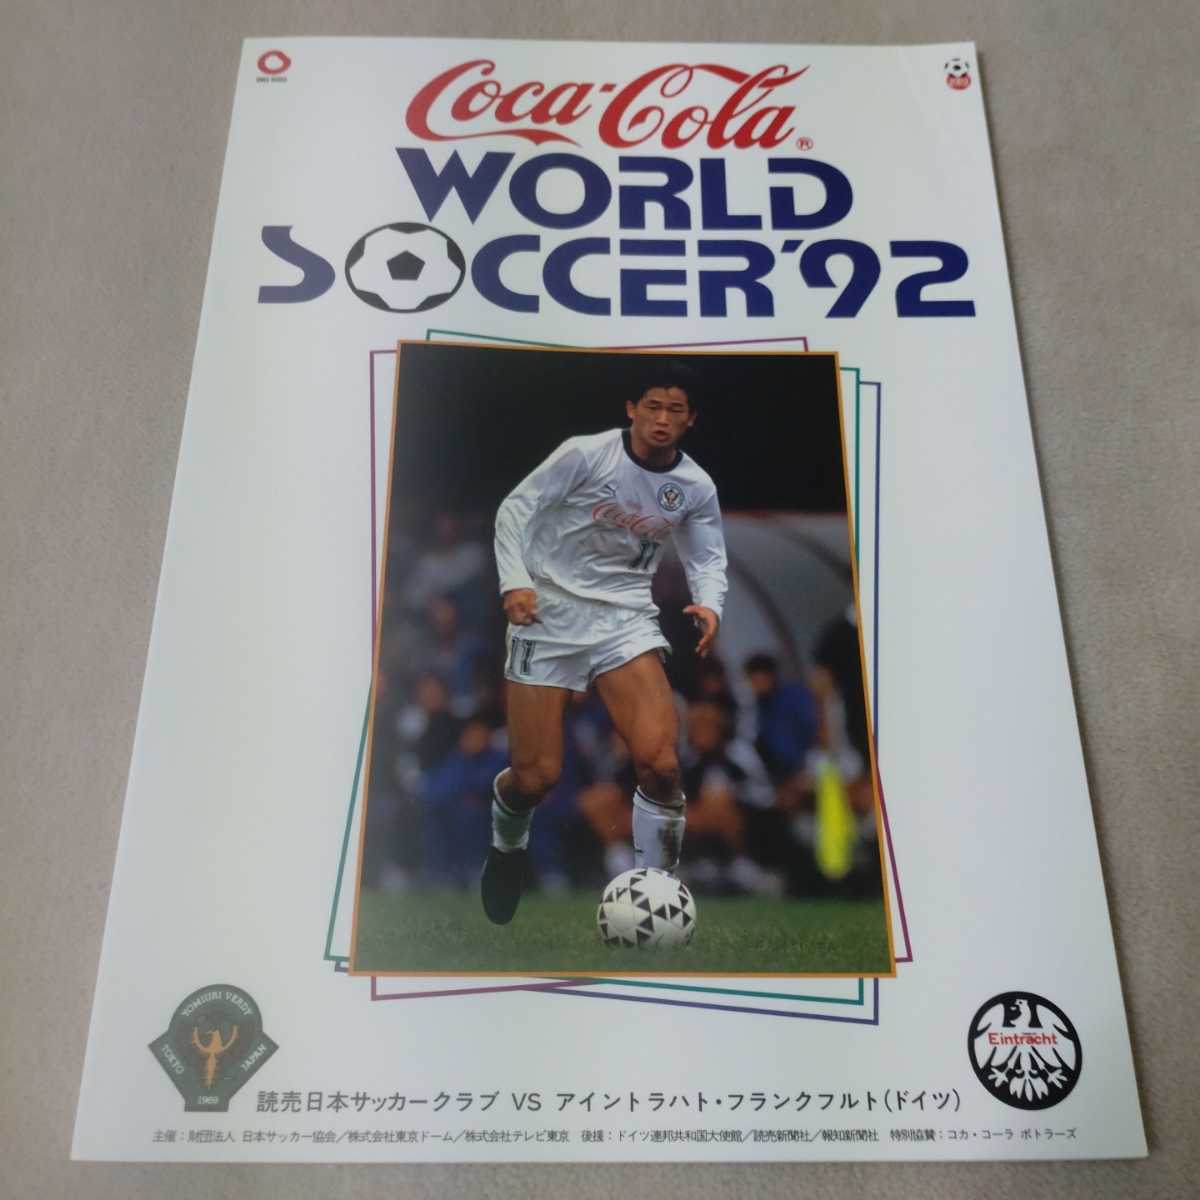 Coca-Cola®
WORLD
SOCCER'92
Coca-Cola
11
11
YOMIURI VERDY
TOKYO
JAPAN
1969
Eintracht
読売日本サッカークラブ VS アイントラハト・フランクフルト(ドイツ)
主催:財団法人 日本サッカー協会/株式会社東京ドーム/株式会社テレビ東京 後援:ドイツ連邦共和国大使館/読売新聞社/報知新聞社 特別協賛:コカ・コーラ ボトラーズ